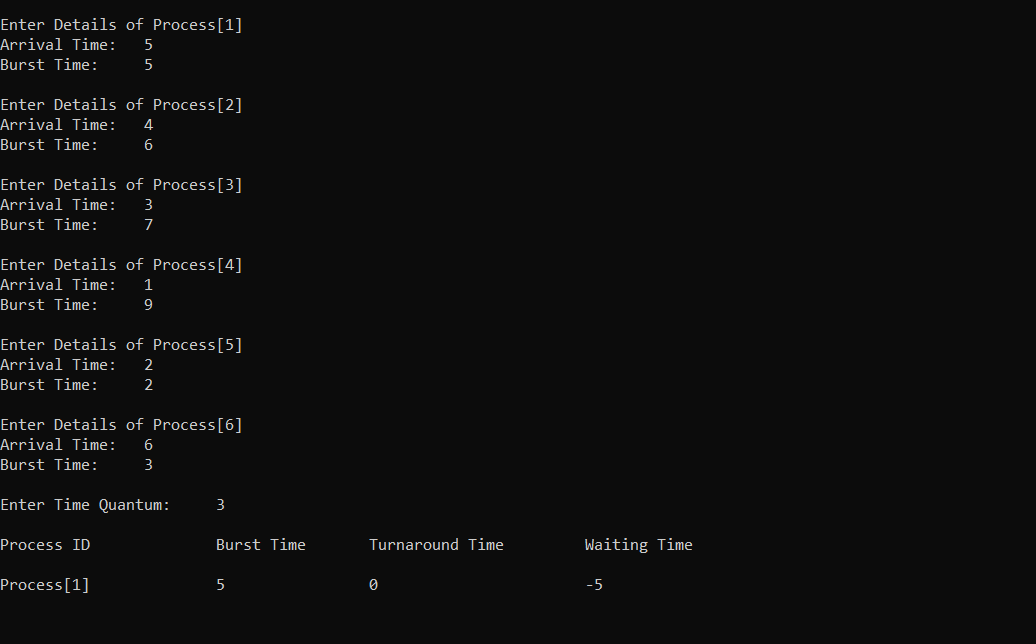 Enter Details of Process[1]
Arrival Time: 5
Burst Time: 5
Enter Details of Process[2]
Arrival Time: 4
Burst Time: 6
Enter Details of Process[3]
Arrival Time: 3
Burst Time: 7
Enter Details of Process[4]
Arrival Time: 1
Burst Time: 9
Enter Details of Process[5]
Arrival Time: 2
Burst Time: 2
Enter Details of Process[6]
Arrival Time: 6
Burst Time: 3
Enter Time Quantum: 3
Process ID Burst Time Turnaround Time Waiting Time
Process[1] 5 0 -5